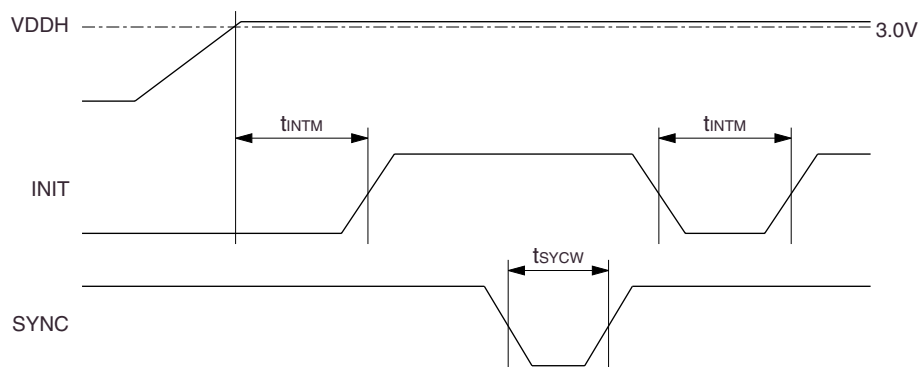 VDDH
3.0V
tINTM
tINTM
INIT
tSYCW
SYNC